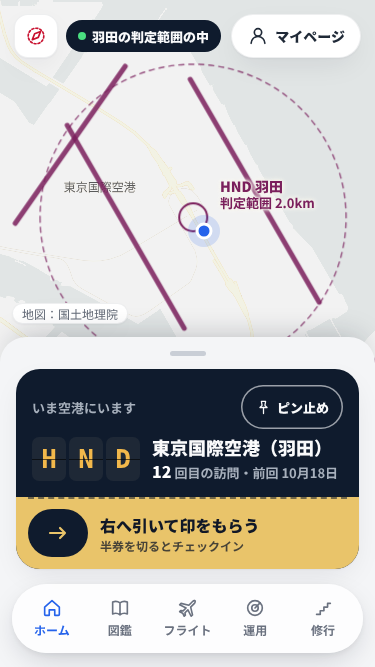 羽田の判定範囲の中
マイページ
東京国際空港
HND 羽田
判定範囲 2.0km
地図：国土地理院
いま空港にいます
ピン止め
H N D
東京国際空港（羽田）
12 回目の訪問・前回 10月18日
右へ引いて印をもらう
半券を切るとチェックイン
ホーム
図鑑
フライト
運用
修行